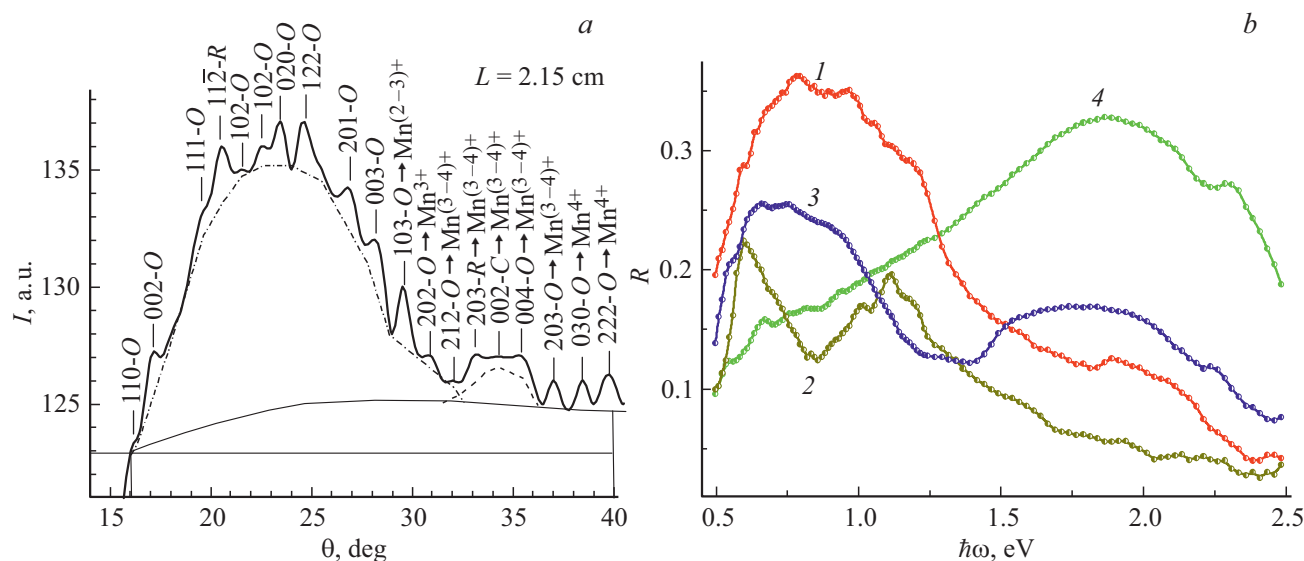 a
L = 2.15 cm
I, a.u.
135
130
125
15
20
25
30
35
40
θ, deg
110-O
002-O
111-O
11̅2-R
102-O
102-O
020-O
122-O
201-O
003-O
103-O→Mn(2−3)+
202-O→Mn3+
212-O→Mn(3−4)+
203-R→Mn(3−4)+
002-C→Mn(3−4)+
004-O→Mn(3−4)+
203-O→Mn(3−4)+
030-O→Mn4+
222-O→Mn4+
b
R
0.3
0.2
0.1
0.5
1.0
1.5
2.0
2.5
ħω, eV
1
4
3
2